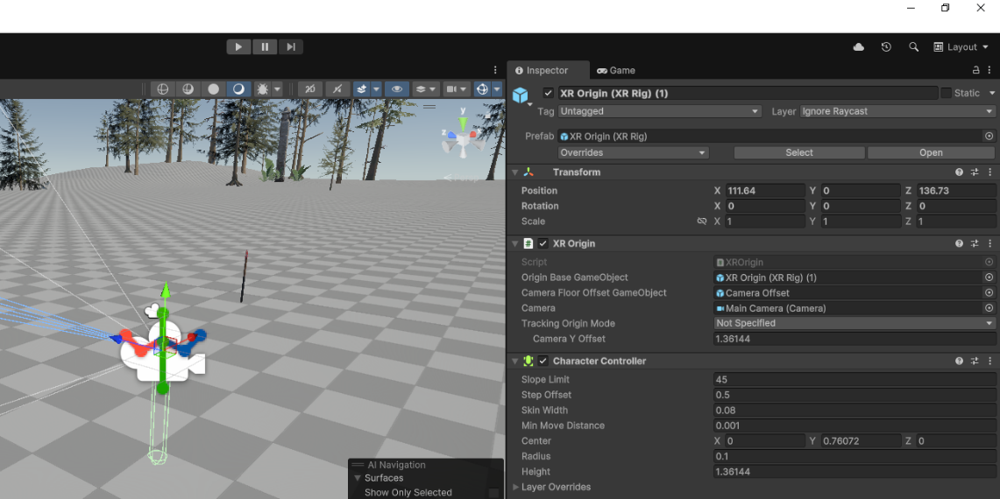 Layout
Inspector Game
XR Origin (XR Rig) (1) Static
Tag Untagged Layer Ignore Raycast
Prefab XR Origin (XR Rig)
Overrides Select Open
Transform
Position X 111.64 Y 0 Z 136.73
Rotation X 0 Y 0 Z 0
Scale X 1 Y 1 Z 1
XR Origin
Script XROrigin
Origin Base GameObject XR Origin (XR Rig) (1)
Camera Floor Offset GameObject Camera Offset
Camera Main Camera (Camera)
Tracking Origin Mode Not Specified
Camera Y Offset 1.36144
Character Controller
Slope Limit 45
Step Offset 0.5
Skin Width 0.08
Min Move Distance 0.001
Center X 0 Y 0.76072 Z 0
Radius 0.1
Height 1.36144
Layer Overrides
y
z
AI Navigation
Surfaces
Show Only Selected